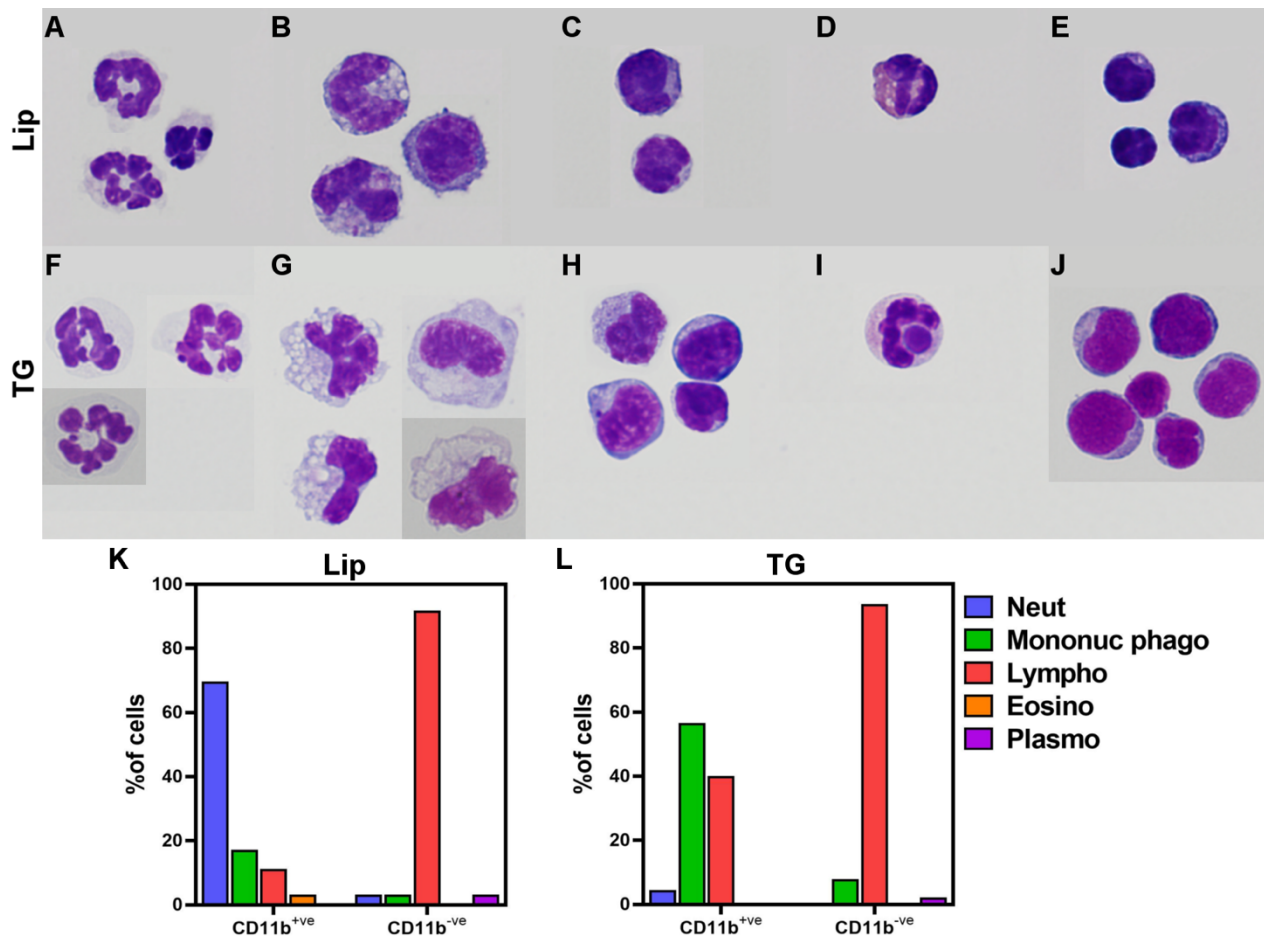 A B C D E
Lip
F G H I J
TG
K Lip L TG
100 100
80 80
60 60
40 40
20 20
0 0
%of cells %of cells
CD11b+ve CD11b-ve CD11b+ve CD11b-ve
Neut
Mononuc phago
Lympho
Eosino
Plasmo